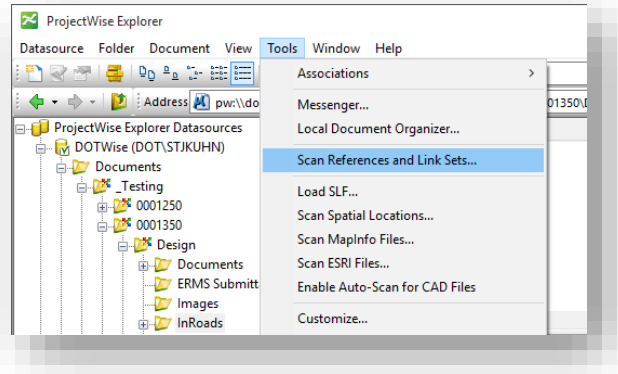 ProjectWise Explorer
Datasource Folder Document View Tools Window Help
Address pw:\\do
01350\D
ProjectWise Explorer Datasources
DOTWise (DOT\STJKUHN)
Documents
_Testing
0001250
0001350
Design
Documents
ERMS Submitt
Images
InRoads
Associations
Messenger...
Local Document Organizer...
Scan References and Link Sets...
Load SLF...
Scan Spatial Locations...
Scan MapInfo Files...
Scan ESRI Files...
Enable Auto-Scan for CAD Files
Customize...